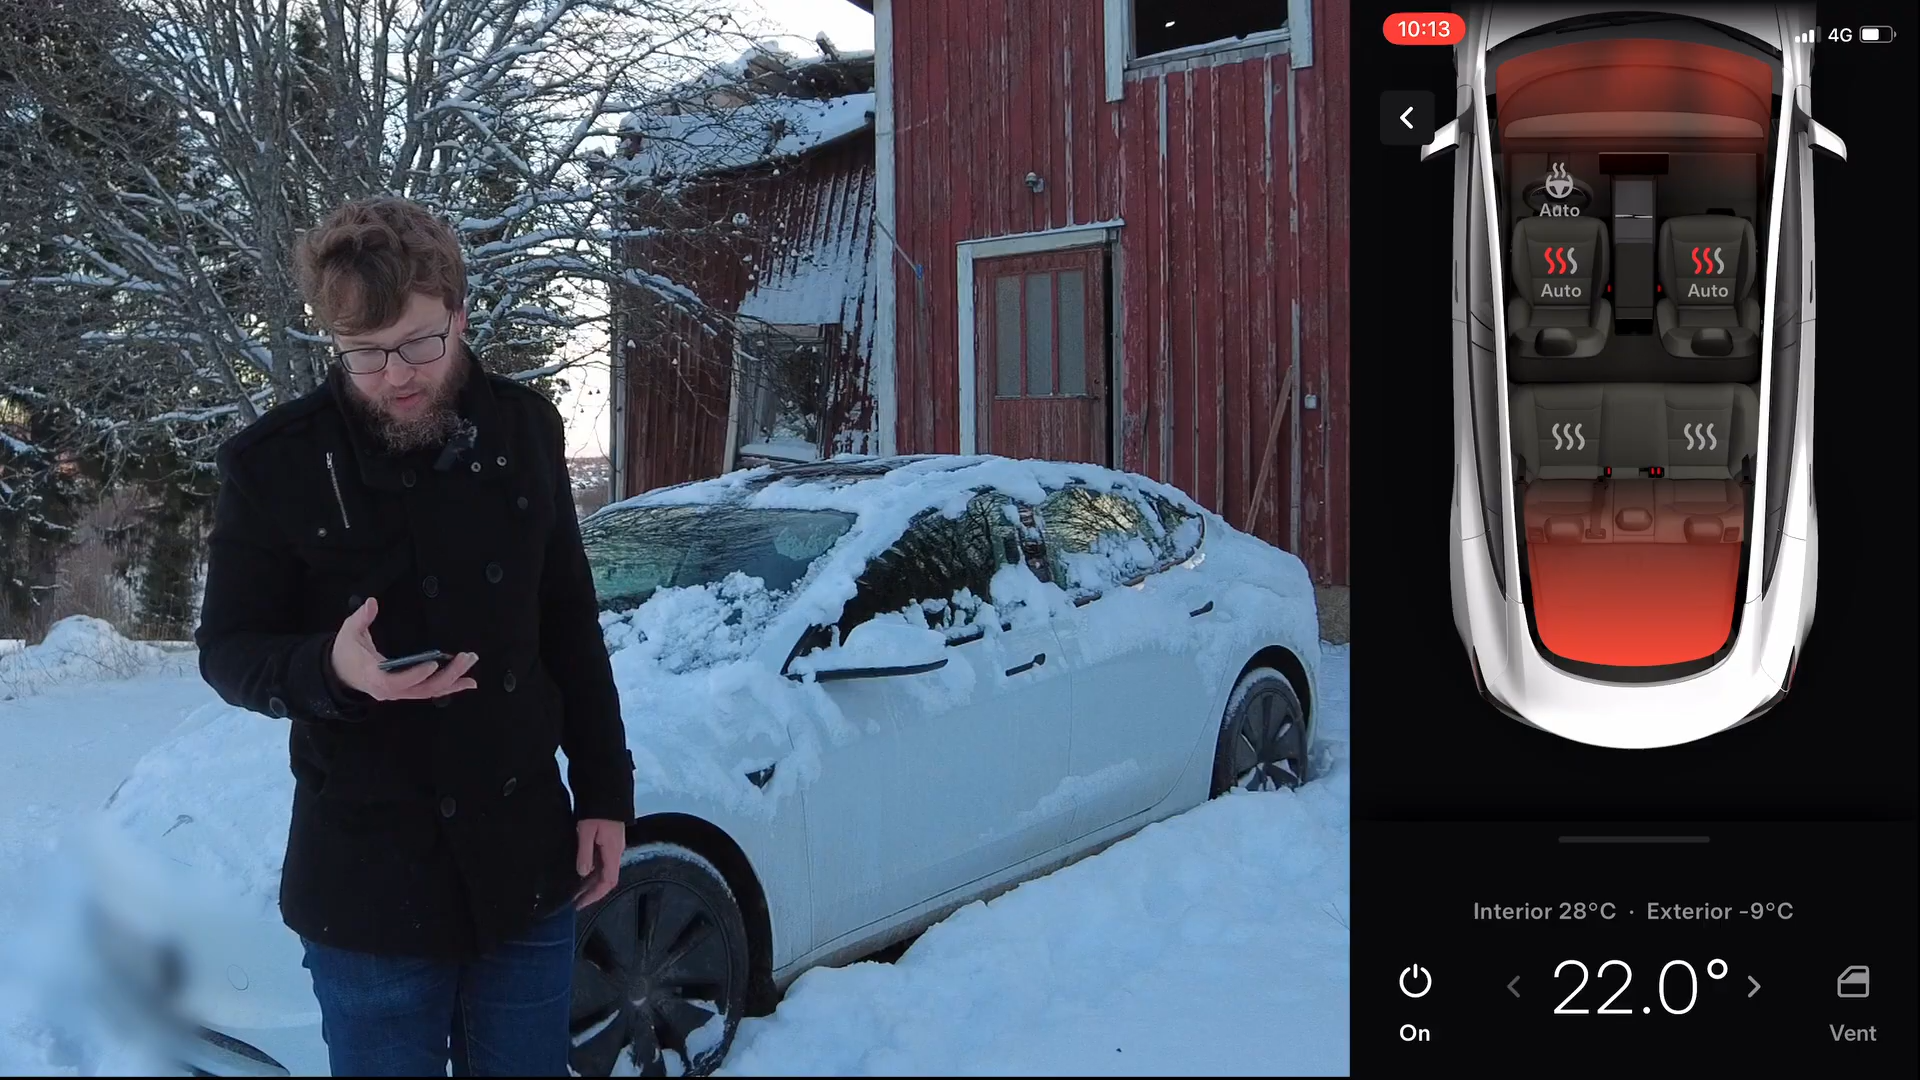 10:13
4G
Auto
Auto
Auto
Interior 28°C · Exterior -9°C
22.0°
On
Vent